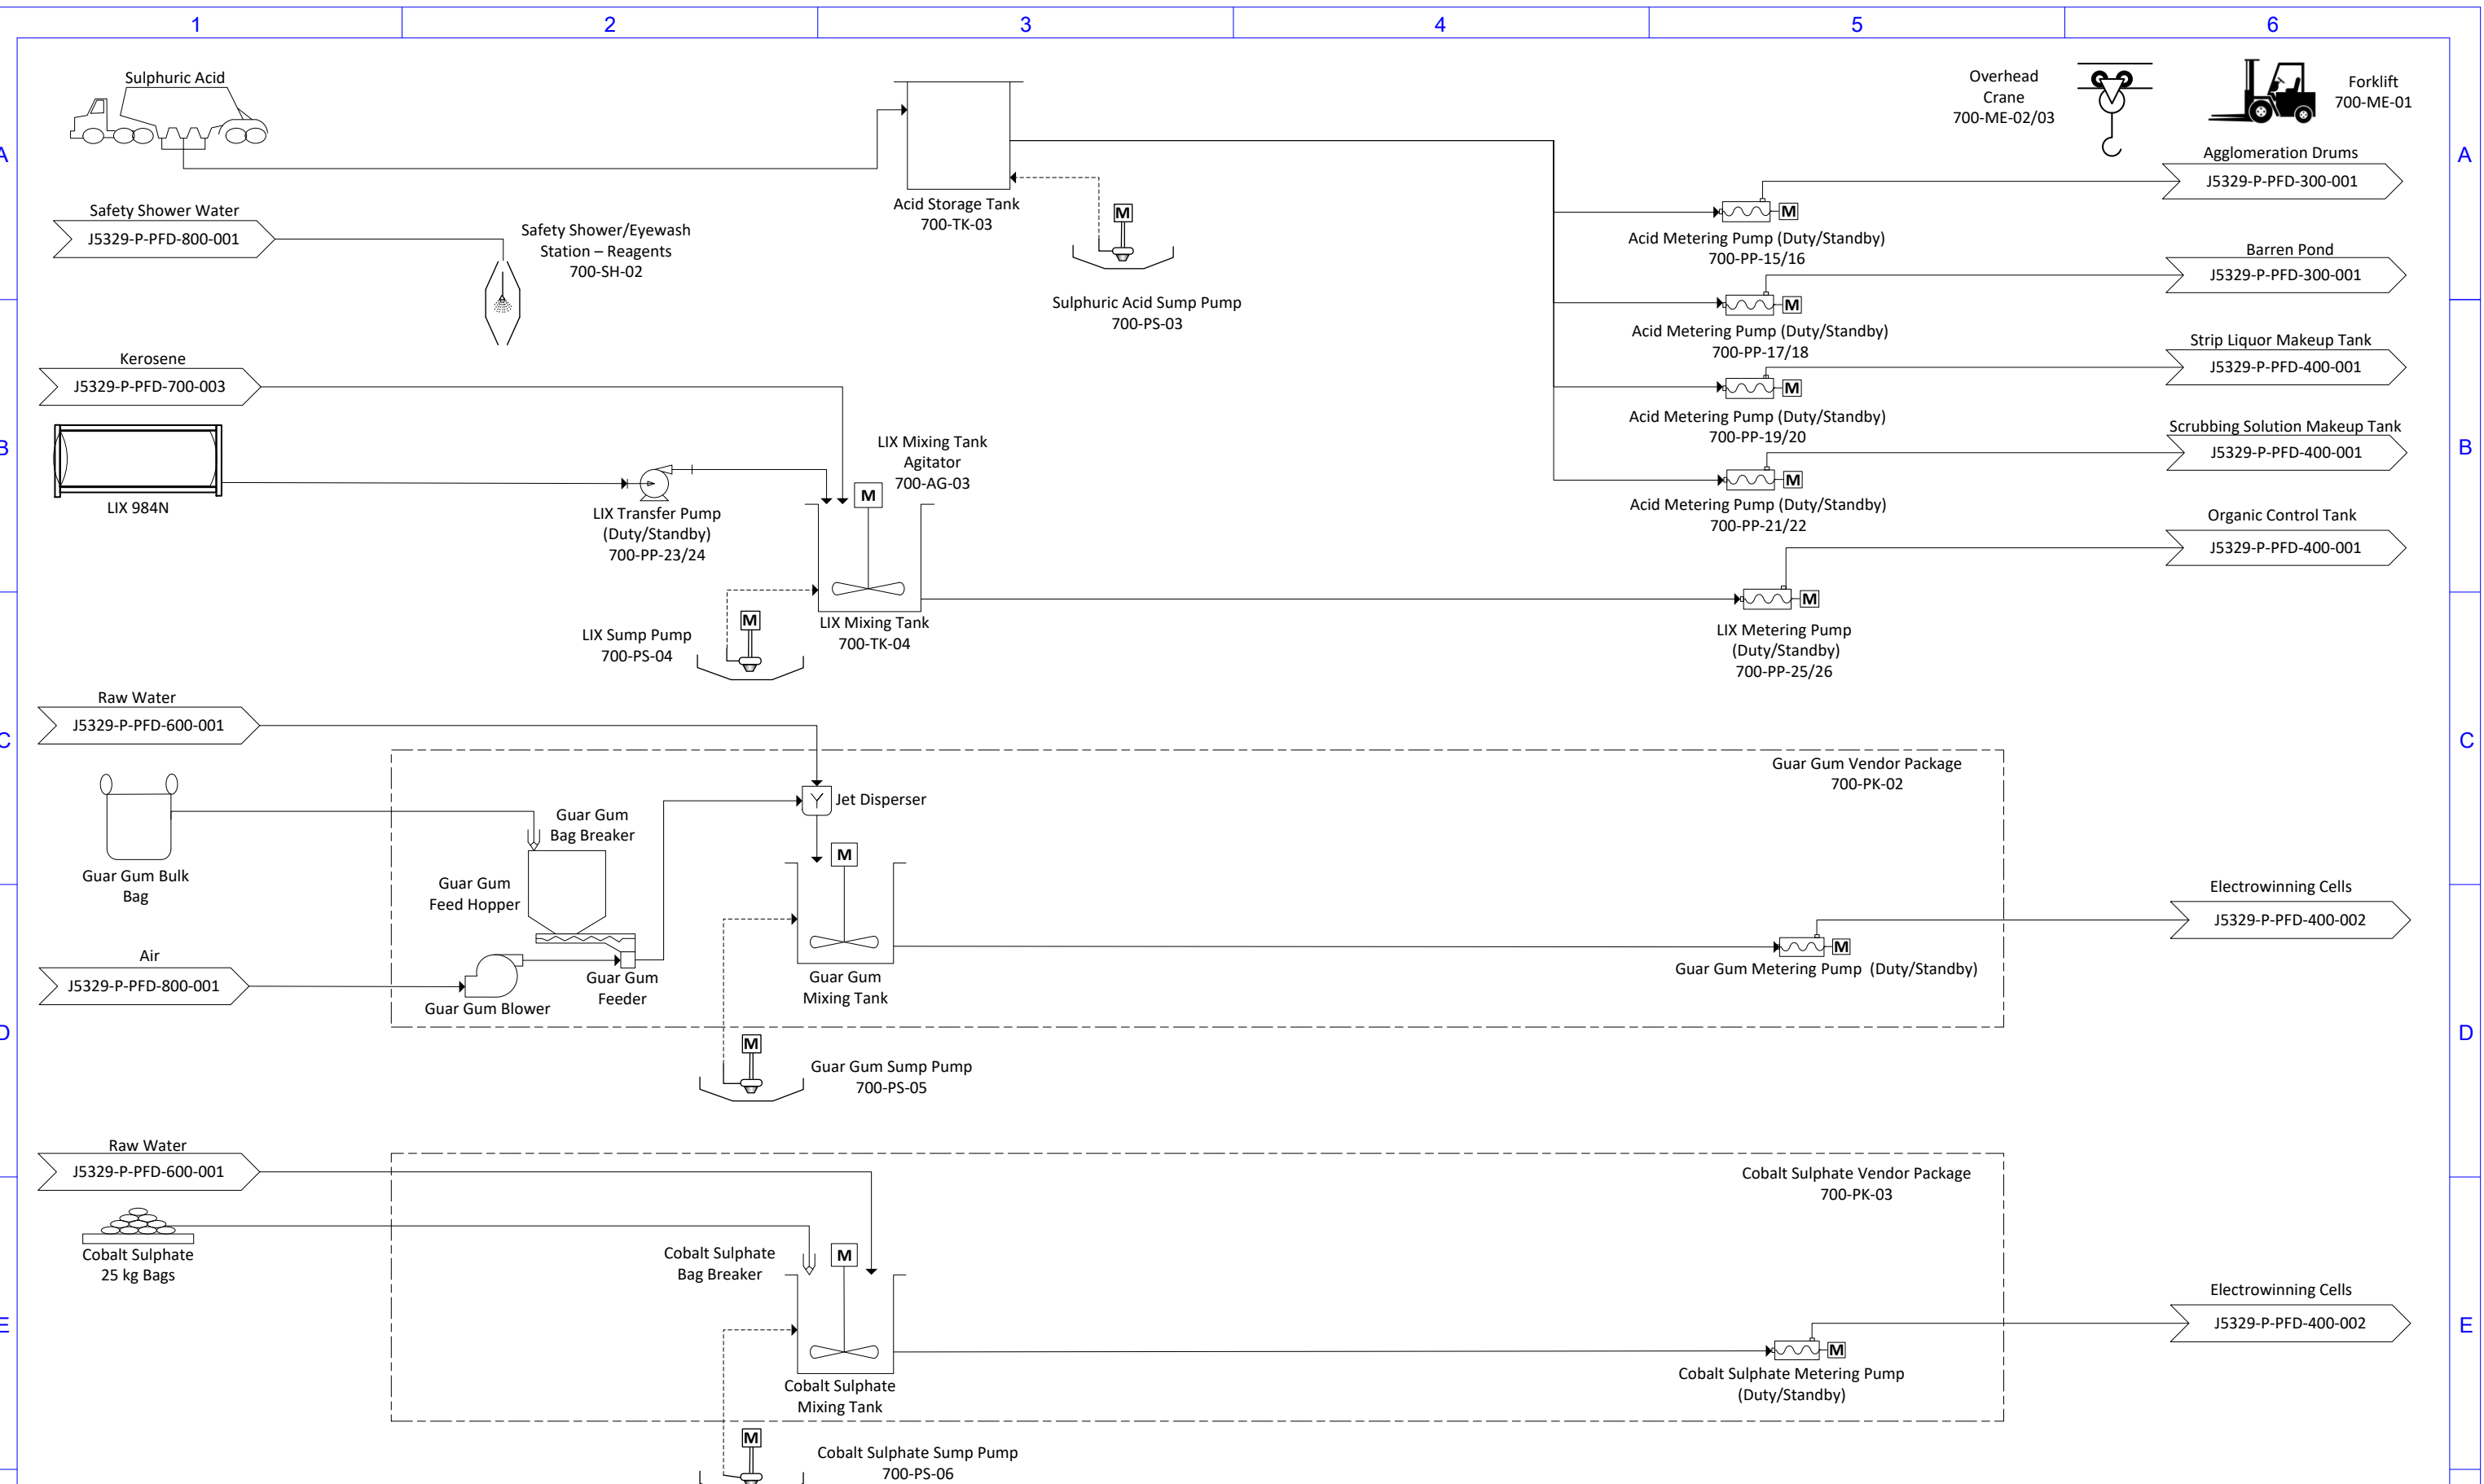 1
2
3
4
5
6
Sulphuric Acid
Overhead
Crane
700-ME-02/03
Forklift
700-ME-01
A
A
Acid Storage Tank
700-TK-03
M
Sulphuric Acid Sump Pump
700-PS-03
Agglomeration Drums
J5329-P-PFD-300-001
M
Acid Metering Pump (Duty/Standby)
700-PP-15/16
Safety Shower Water
J5329-P-PFD-800-001
Safety Shower/Eyewash
Station – Reagents
700-SH-02
Barren Pond
J5329-P-PFD-300-001
M
Acid Metering Pump (Duty/Standby)
700-PP-17/18
Kerosene
J5329-P-PFD-700-003
Strip Liquor Makeup Tank
J5329-P-PFD-400-001
M
Acid Metering Pump (Duty/Standby)
700-PP-19/20
B
B
LIX 984N
LIX Transfer Pump
(Duty/Standby)
700-PP-23/24
LIX Mixing Tank
Agitator
700-AG-03
M
Scrubbing Solution Makeup Tank
J5329-P-PFD-400-001
M
Acid Metering Pump (Duty/Standby)
700-PP-21/22
Organic Control Tank
J5329-P-PFD-400-001
LIX Sump Pump
700-PS-04
M
LIX Mixing Tank
700-TK-04
M
LIX Metering Pump
(Duty/Standby)
700-PP-25/26
Raw Water
J5329-P-PFD-600-001
C
C
Guar Gum Vendor Package
700-PK-02
Guar Gum Bulk
Bag
Guar Gum
Bag Breaker
Jet Disperser
Guar Gum
Feed Hopper
M
Electrowinning Cells
J5329-P-PFD-400-002
Air
J5329-P-PFD-800-001
Guar Gum Blower
Guar Gum
Feeder
Guar Gum
Mixing Tank
M
Guar Gum Metering Pump (Duty/Standby)
D
D
M
Guar Gum Sump Pump
700-PS-05
Raw Water
J5329-P-PFD-600-001
Cobalt Sulphate Vendor Package
700-PK-03
Cobalt Sulphate
25 kg Bags
Cobalt Sulphate
Bag Breaker
M
Electrowinning Cells
J5329-P-PFD-400-002
E
E
Cobalt Sulphate
Mixing Tank
M
Cobalt Sulphate Metering Pump
(Duty/Standby)
M
Cobalt Sulphate Sump Pump
700-PS-06